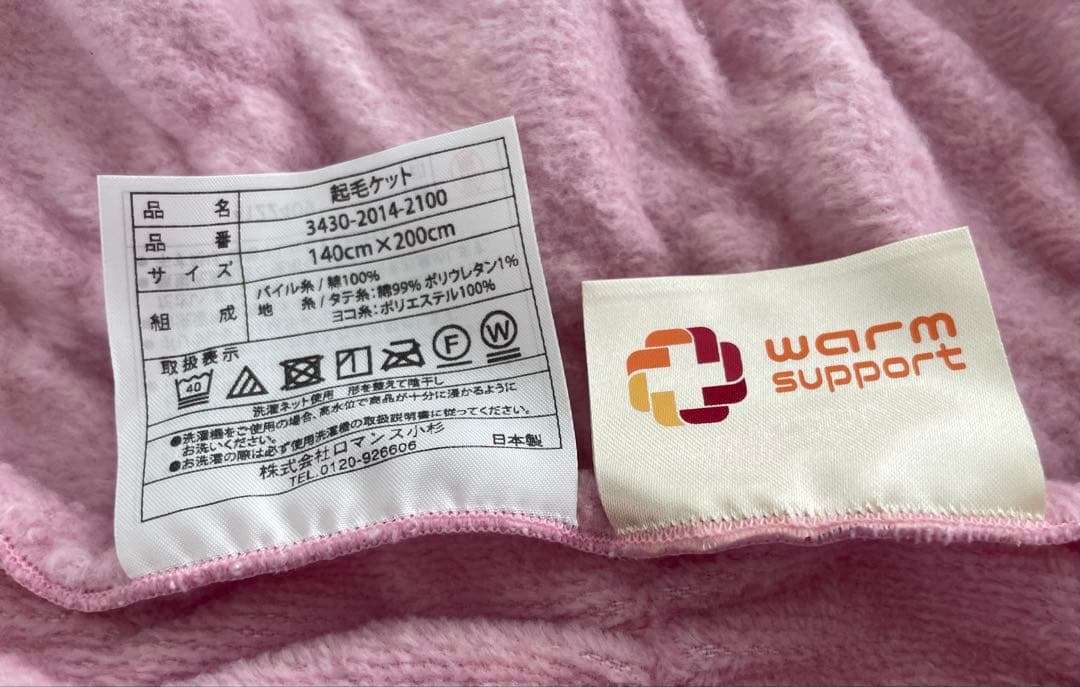 品名 起毛ケット
品番 3430-2014-2100
サイズ 140cm×200cm
組成 パイル糸/綿100%
地糸/タテ糸:綿99% ポリウレタン1%
ヨコ糸:ポリエステル100%
取扱表示
40 F W
洗濯ネット使用 形を整えて陰干し
●洗濯機をご使用の場合、高水位で商品が十分に浸かるように
お洗いください。
●お洗濯の際は必ず使用洗濯機の取扱説明書に従ってください。
株式会社ロマンス小杉 日本製
TEL.0120-926606
warm
support